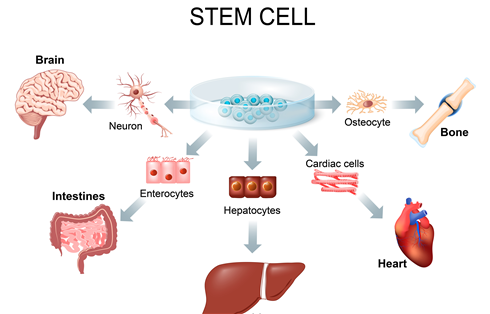 STEM CELL
Brain
Neuron
Osteocyte
Bone
Cardiac cells
Enterocytes
Intestines
Hepatocytes
Heart